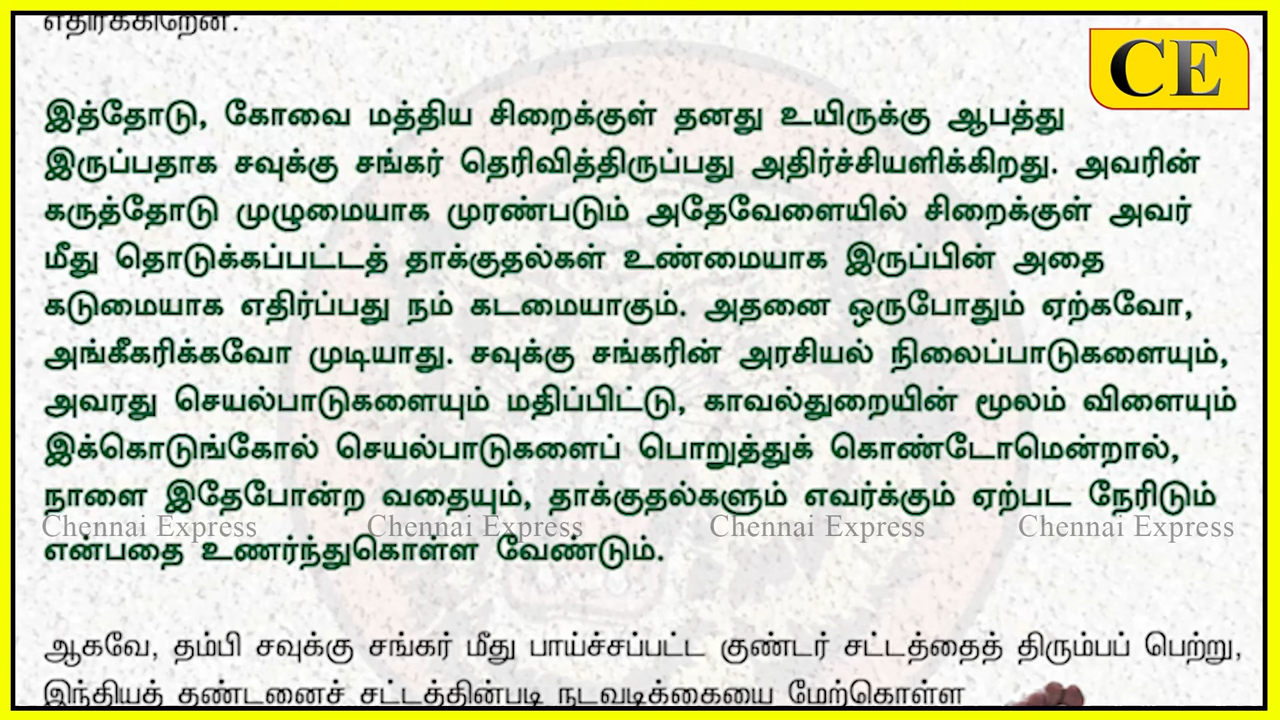 எதிர்க்கிறேன்.
CE
இத்தோடு, கோவை மத்திய சிறைக்குள் தனது உயிருக்கு ஆபத்து
இருப்பதாக சவுக்கு சங்கர் தெரிவித்திருப்பது அதிர்ச்சியளிக்கிறது. அவரின்
கருத்தோடு முழுமையாக முரண்படும் அதேவேளையில் சிறைக்குள் அவர்
மீது தொடுக்கப்பட்டத் தாக்குதல்கள் உண்மையாக இருப்பின் அதை
கடுமையாக எதிர்ப்பது நம் கடமையாகும். அதனை ஒருபோதும் ஏற்கவோ,
அங்கீகரிக்கவோ முடியாது. சவுக்கு சங்கரின் அரசியல் நிலைப்பாடுகளையும்,
அவரது செயல்பாடுகளையும் மதிப்பிட்டு, காவல்துறையின் மூலம் விளையும்
இக்கொடுங்கோல் செயல்பாடுகளைப் பொறுத்துக் கொண்டோமென்றால்,
நாளை இதேபோன்ற வதையும், தாக்குதல்களும் எவர்க்கும் ஏற்பட நேரிடும்
Chennai Express Chennai Express Chennai Express Chennai Express
என்பதை உணர்ந்துகொள்ள வேண்டும்.
ஆகவே, தம்பி சவுக்கு சங்கர் மீது பாய்ச்சப்பட்ட குண்டர் சட்டத்தைத் திரும்பப் பெற்று,
இந்தியத் தண்டனைச் சட்டத்தின்படி நடவடிக்கையை மேற்கொள்ள